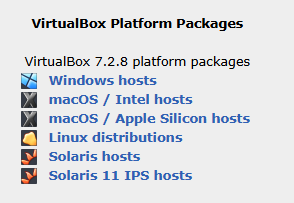 VirtualBox Platform Packages
VirtualBox 7.2.8 platform packages
Windows hosts
macOS / Intel hosts
macOS / Apple Silicon hosts
Linux distributions
Solaris hosts
Solaris 11 IPS hosts